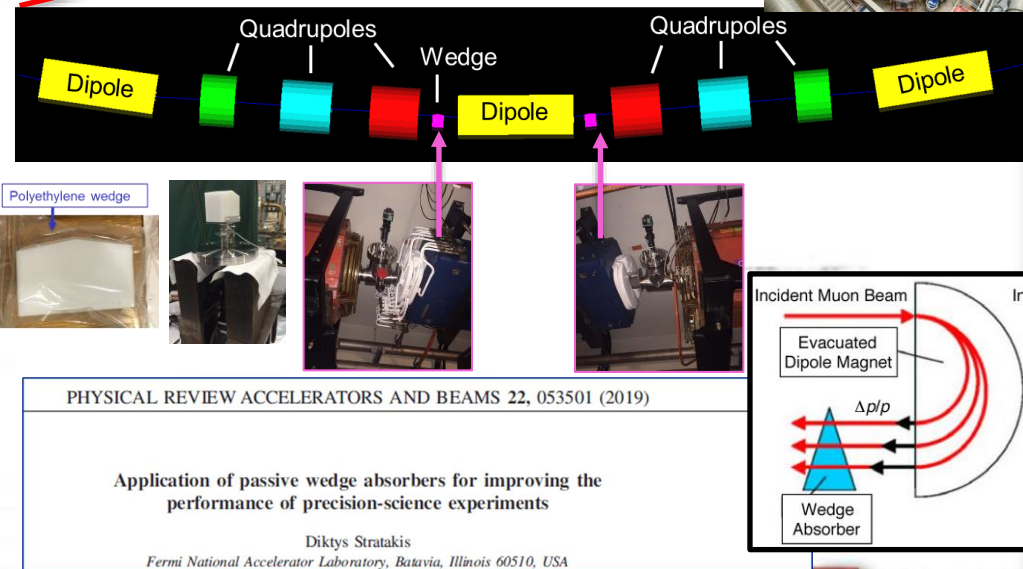 Quadrupoles
Quadrupoles
Wedge
Dipole
Dipole
Dipole
Polyethylene wedge
Incident Muon Beam
In
Evacuated
Dipole Magnet
Δp/p
Wedge
Absorber
PHYSICAL REVIEW ACCELERATORS AND BEAMS 22, 053501 (2019)
Application of passive wedge absorbers for improving the
performance of precision-science experiments
Diktys Stratakis
Fermi National Accelerator Laboratory, Batavia, Illinois 60510, USA